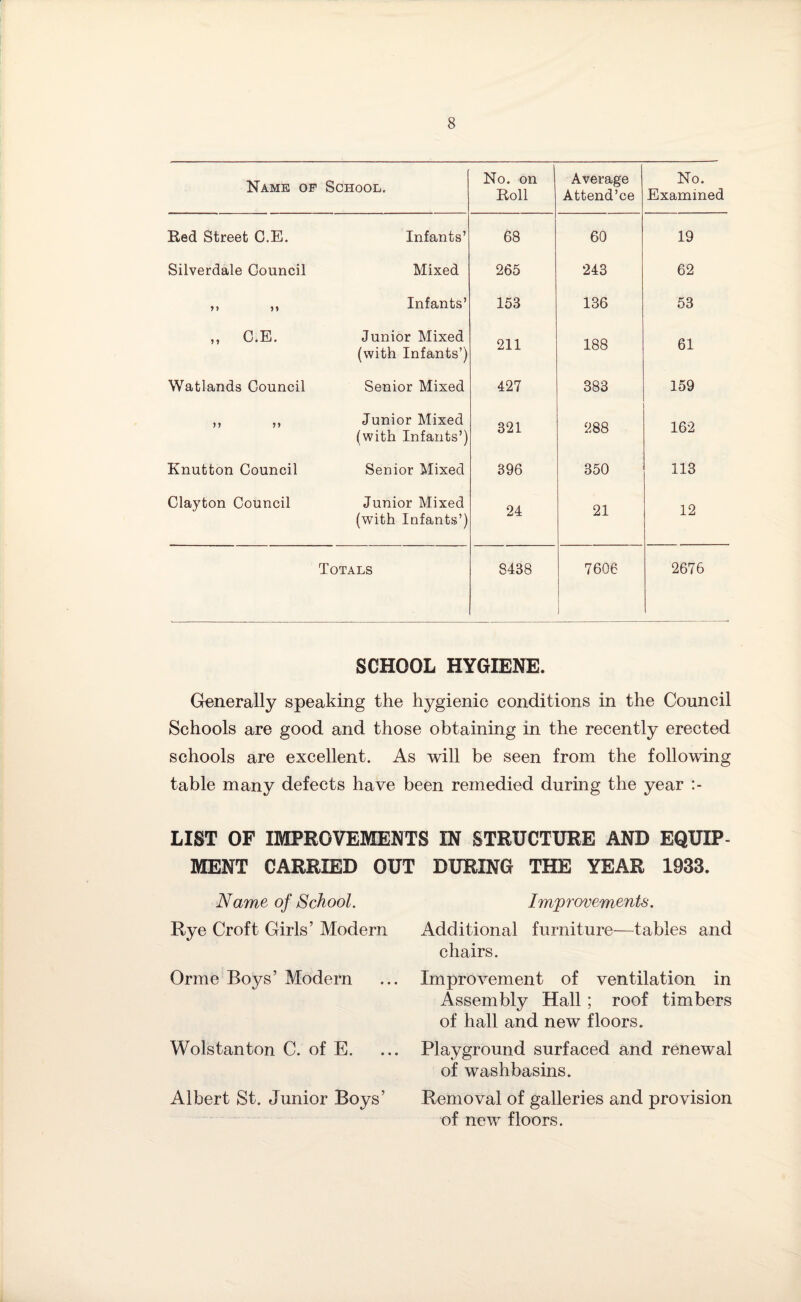 8
Name of School. No. on Roll Average Attend’ce No. Examined
Red Street C.E. Infants’ 68 60 19
Silverdale Council Mixed 265 243 62
,, ,, Infants’ 153 136 53
,, C.E. Junior Mixed (with Infants’) 211 188 61
Watlands Council Senior Mixed 427 383 159
,, ,, Junior Mixed (with Infants’) 321 288 162
Knutton Council Senior Mixed 396 350 113
Clayton Council Junior Mixed (with Infants’) 24 21 12
Totals 8438 7606 2676
SCHOOL HYGIENE.
Generally speaking the hygienic conditions in the Council
Schools are good and those obtaining in the recently erected
schools are excellent. As will be seen from the following
table many defects have been remedied during the year :-
LIST OF IMPROVEMENTS IN STRUCTURE AND EQUIP-
MENT CARRIED OUT DURING THE YEAR 1933.
Name of School. Improvements.
Rye Croft Girls’ Modern Additional furniture—tables and
chairs.
Orme Boys’ Modern ... Improvement of ventilation in
Assembly Hall ; roof timbers
of hall and new floors.
Wolstanton C. of E. ... Playground surfaced and renewal
of washbasins.
Albert St. Junior Boys’ Removal of galleries and provision
of new floors.